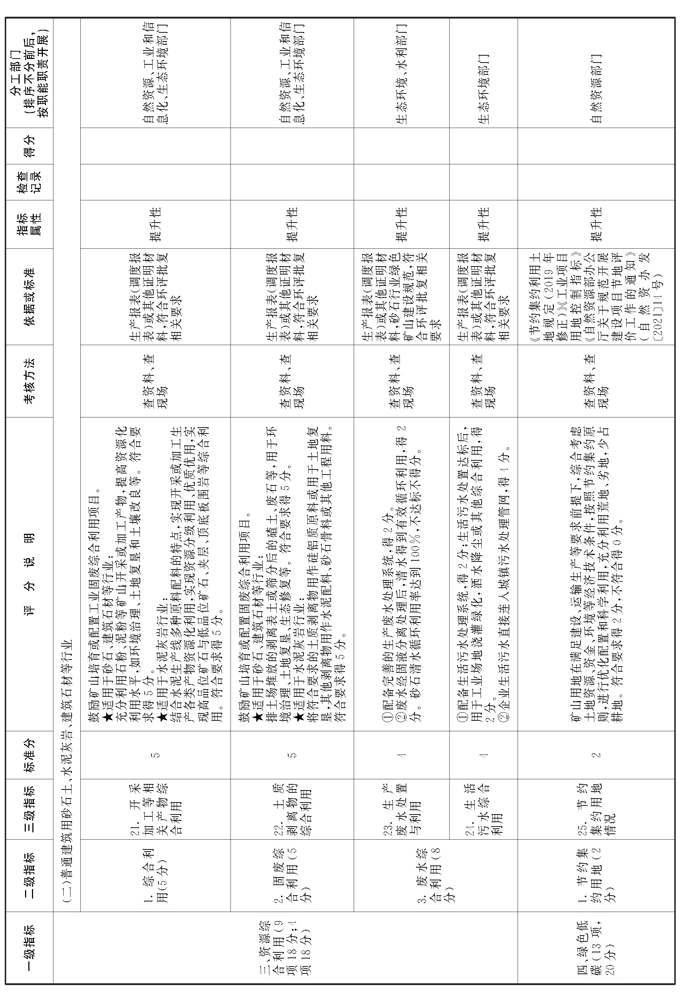 一级指标
二级指标
三级指标
标准分
评 分 说 明
考核方法
依据或标准
指标
属性
检查
记录
得分
分工部门
(排序不分前后,
按职能职责开展)
三、资源综
合利用(9
项18分;4
项18分)
(二)普通建筑用砂石土、水泥灰岩、建筑石材等行业
1. 综合利
用(5分)
21. 开采
加工等相
关产物综
合利用
5
鼓励矿山培育或配置工业固废综合利用项目。
★适用于砂石、建筑石材等行业:
充分利用石粉、泥粉等矿山开采或加工产物,提高资源化
利用水平,如环境治理、土地复垦和土壤改良等。符合要
求得5分。
★适用于水泥灰岩行业:
结合水泥生产线多种原料配料的特点,实现开采或加工生
产各类产物资源化利用,实现资源分级利用、优质优用,实
现高品位矿石与低品位矿石、夹层、顶底板围岩等综合利
用。符合要求得5分。
查资料、查
现场
生产报表(调度报
表)或其他证明材
料,符合环评批复
相关要求
提升性
自然资源、工业和信
息化、生态环境部门
2. 固废综
合利用(5
分)
22. 土质
剥离物的
综合利用
5
鼓励矿山培育或配置固废综合利用项目。
★适用于砂石、建筑石材等行业:
排土场堆放的剥离表土或筛分后的碴土、废石等,用于环
境治理、土地复垦、生态修复等。符合要求得5分。
★适用于水泥灰岩行业:
将符合要求的土质剥离物用作硅铝质原料或用于土地复
垦,其他剥离物用作水泥配料、砂石骨料或其他工程用料。
符合要求得5分。
查资料、查
现场
生产报表(调度报
表)或其他证明材
料,符合环评批复
相关要求
提升性
自然资源、工业和信
息化、生态环境部门
3. 废水综
合利用(8
分)
23. 生产
废水处置
与利用
4
①配备完善的生产废水处理系统,得2分。
②废水经固液分离处理后,清水得到有效循环利用,得2
分。砂石清水循环利用率达到100%,不达标不得分。
查资料、查
现场
生产报表(调度报
表)或其他证明材
料,砂石行业绿色
矿山建设规范,符
合环评批复相关
要求
提升性
生态环境、水利部门
24. 生活
污水综合
利用
4
①配备生活污水处理系统,得2分;生活污水处置达标后,
用于工业场地浇灌绿化,洒水降尘或其他综合利用,得
2分。
②企业生活污水直接连入城镇污水处理管网,得4分。
查资料、查
现场
生产报表(调度报
表)或其他证明材
料,符合环评批复
相关要求
提升性
生态环境部门
四、绿色低
碳(13项,
20分)
1. 节约集
约用地(2
分)
25. 节约
集约用地
情况
2
矿山用地在满足建设、运输生产等要求前提下,综合考虑
土地资源、资金、环境等经济技术条件,按照节约集约原
则,进行优化配置和科学利用,充分利用荒地、劣地,少占
耕地。符合要求得2分,不符合得0分。
查资料、查
现场
《节约集约利用土
地规定(2019年
修正)》《工业项目
用地控制指标》
《自然资源部办公
厅关于规范开展
建设项目节地评
价工作的通知》
(自然资办发
〔2021〕14号)
提升性
自然资源部门